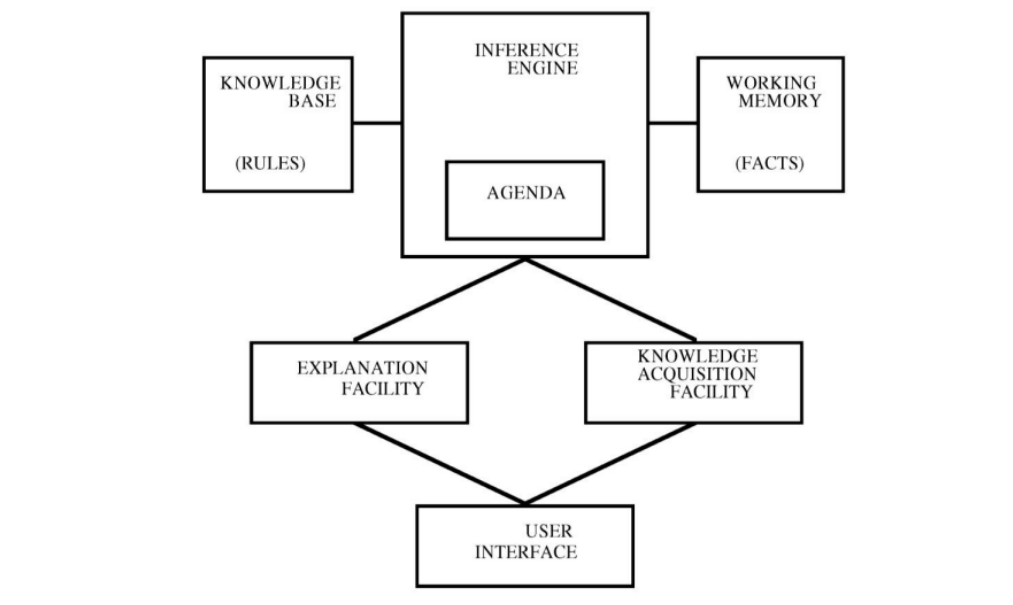 INFERENCE
ENGINE
KNOWLEDGE
BASE
(RULES)
WORKING
MEMORY
(FACTS)
AGENDA
EXPLANATION
FACILITY
KNOWLEDGE
ACQUISITION
FACILITY
USER
INTERFACE